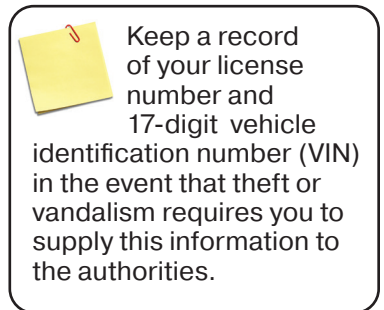 Keep a record
of your license
number and
17-digit vehicle
identification number (VIN)
in the event that theft or
vandalism requires you to
supply this information to
the authorities.